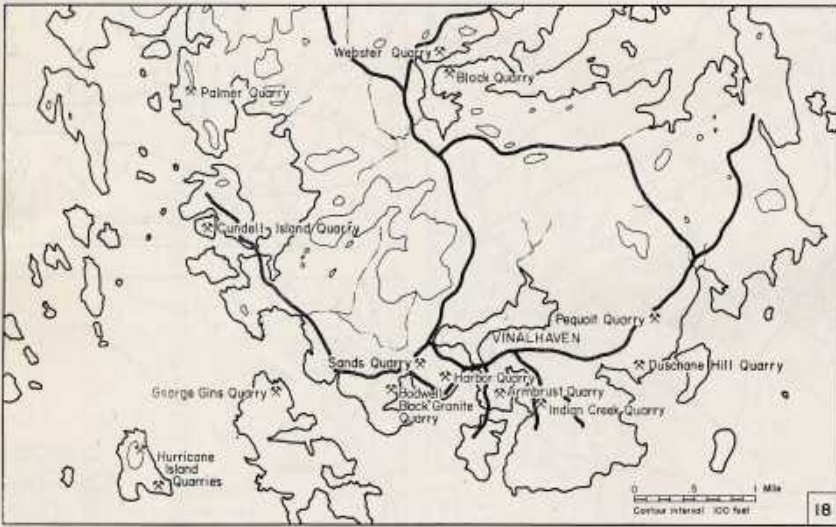 Webster Quarry
Black Quarry
Palmer Quarry
Cundell Island Quarry
Pequoit Quarry
VINALHAVEN
Sands Quarry
Duschane Hill Quarry
Harbor Quarry
George Gins Quarry
Bodwell
Black Granite
Quarry
Armbrust Quarry
Indian Creek Quarry
Hurricane
Island
Quarries
0 .5 1 Mile
Contour interval 100 feet
18